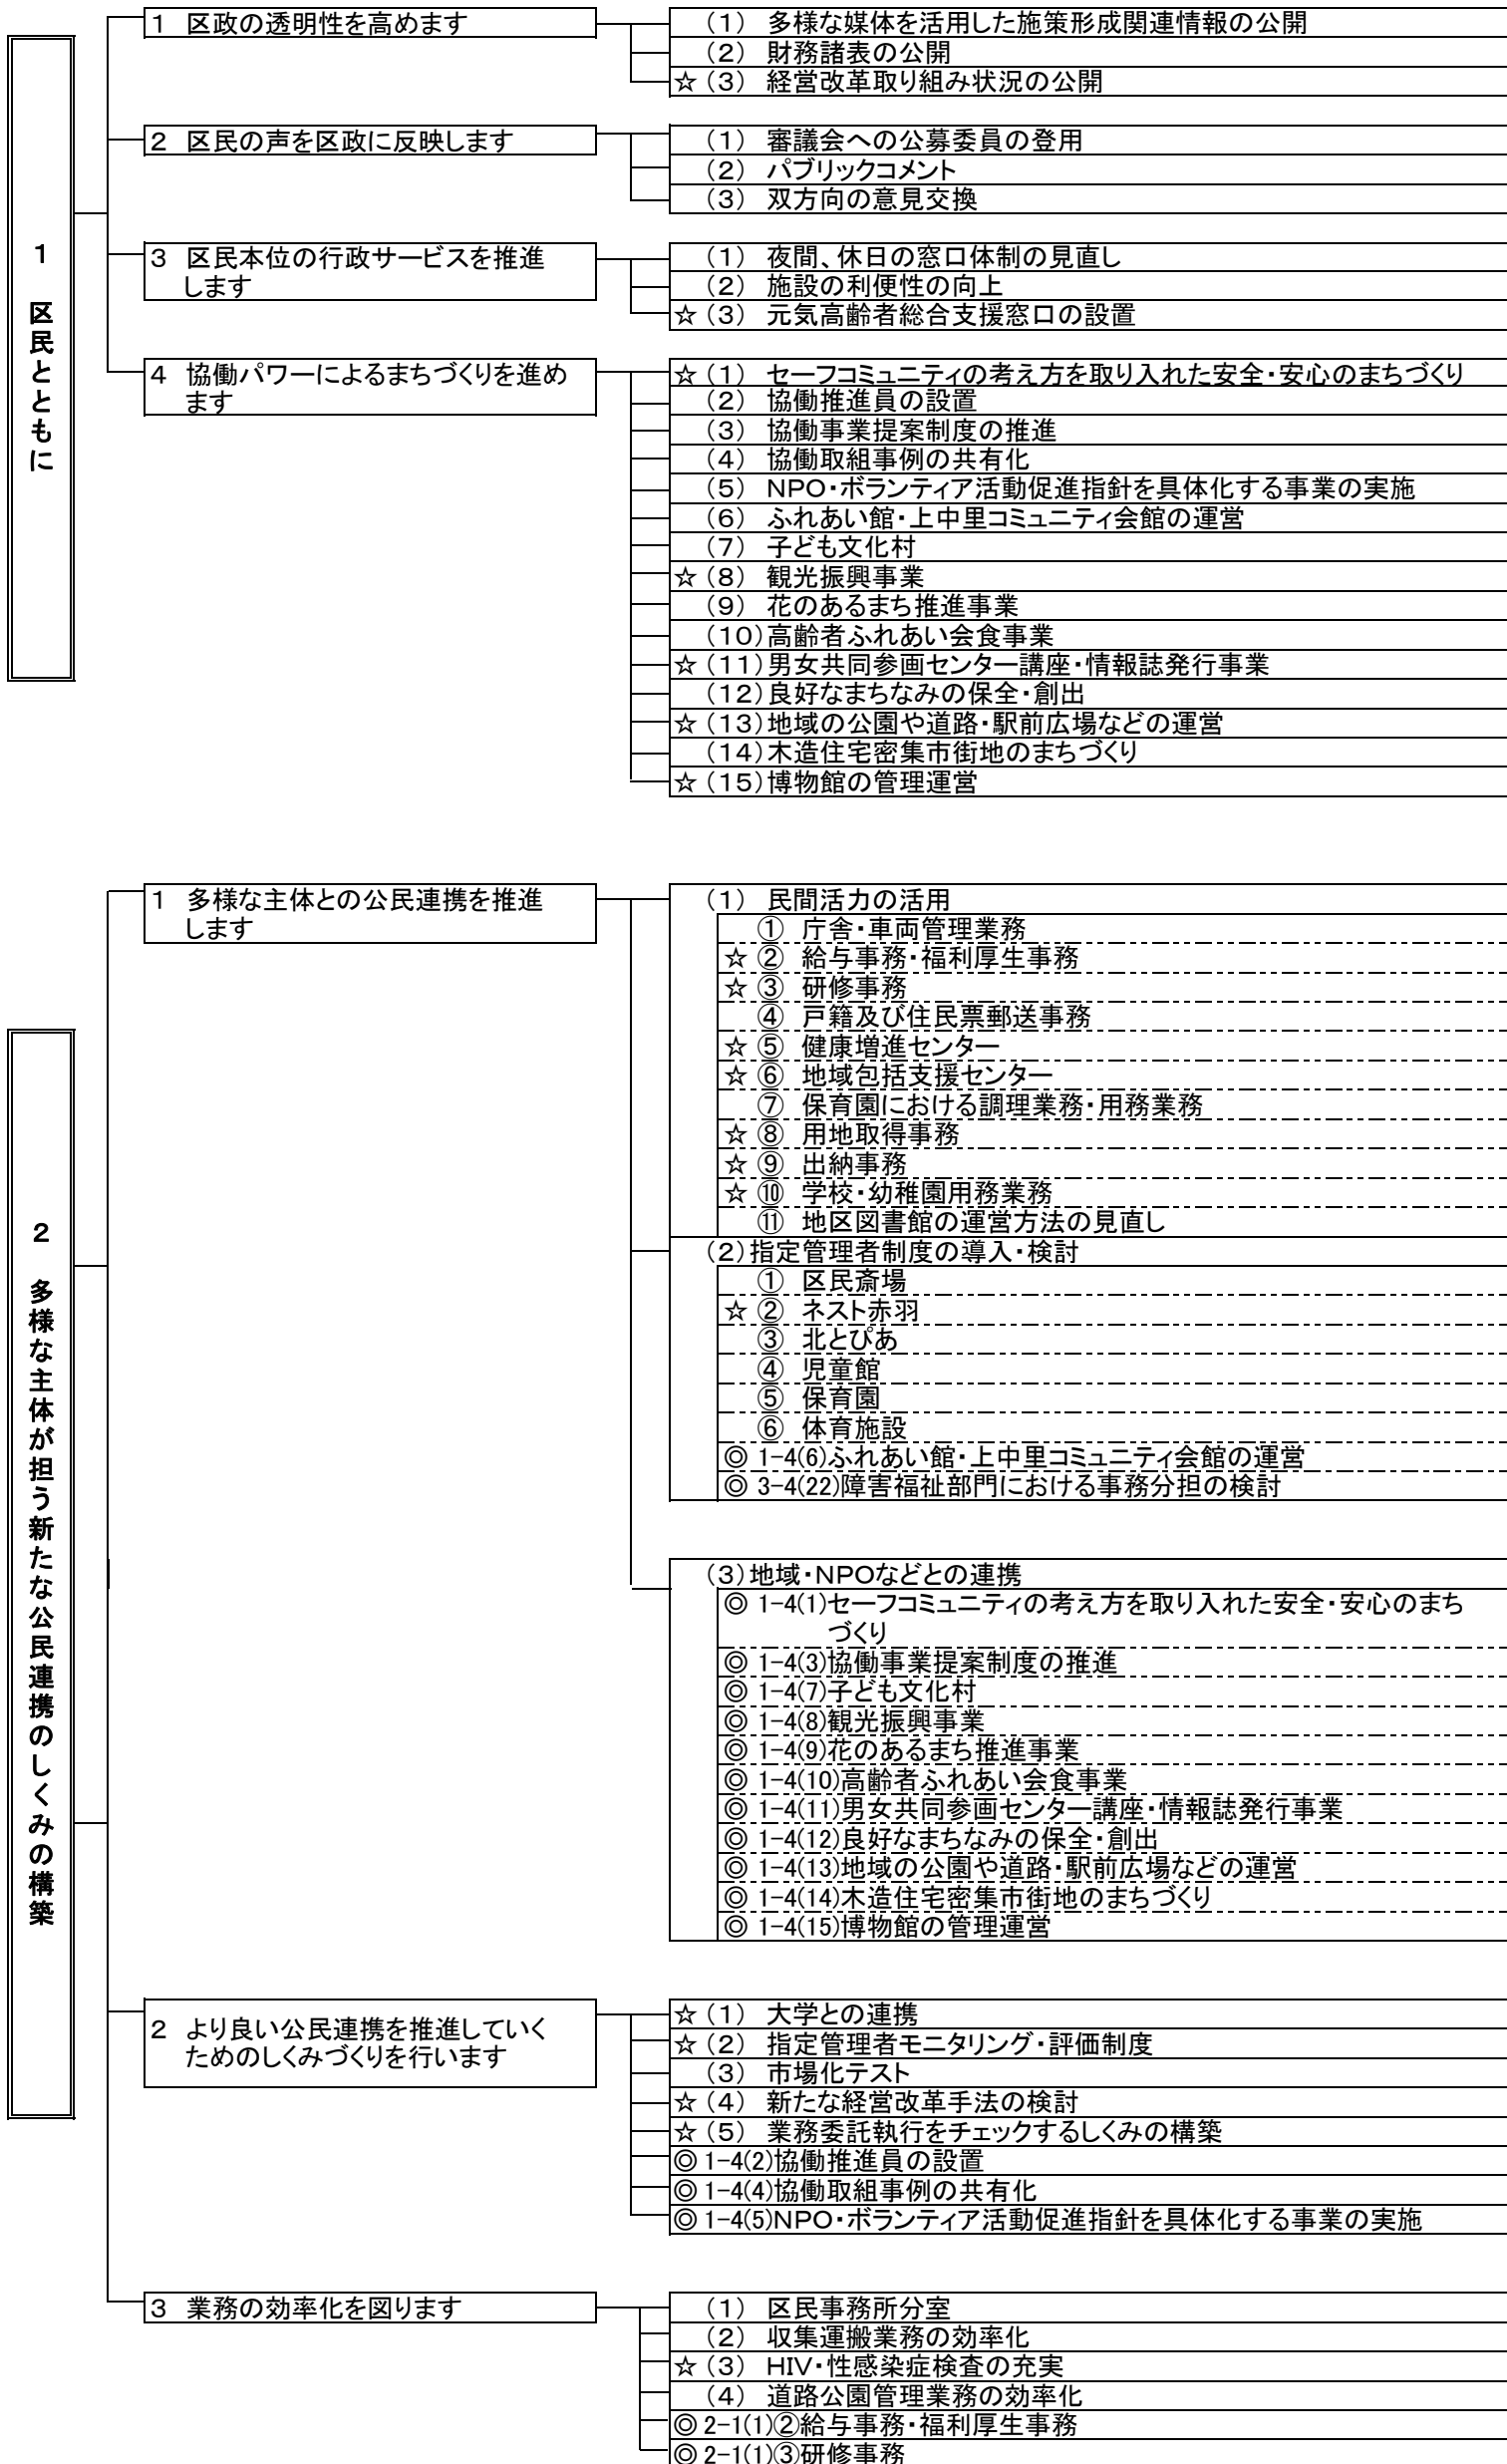 1 区民とともに
1 区政の透明性を高めます
(1) 多様な媒体を活用した施策形成関連情報の公開
(2) 財務諸表の公開
☆(3) 経営改革取り組み状況の公開
2 区民の声を区政に反映します
(1) 審議会への公募委員の登用
(2) パブリックコメント
(3) 双方向の意見交換
3 区民本位の行政サービスを推進
します
(1) 夜間、休日の窓口体制の見直し
(2) 施設の利便性の向上
☆(3) 元気高齢者総合支援窓口の設置
4 協働パワーによるまちづくりを進め
ます
☆(1) セーフコミュニティの考え方を取り入れた安全・安心のまちづくり
(2) 協働推進員の設置
(3) 協働事業提案制度の推進
(4) 協働取組事例の共有化
(5) NPO・ボランティア活動促進指針を具体化する事業の実施
(6) ふれあい館・上中里コミュニティ会館の運営
(7) 子ども文化村
☆(8) 観光振興事業
(9) 花のあるまち推進事業
(10)高齢者ふれあい会食事業
☆(11)男女共同参画センター講座・情報誌発行事業
(12)良好なまちなみの保全・創出
☆(13)地域の公園や道路・駅前広場などの運営
(14)木造住宅密集市街地のまちづくり
☆(15)博物館の管理運営
2 多様な主体が担う新たな公民連携のしくみの構築
1 多様な主体との公民連携を推進
します
(1) 民間活力の活用
① 庁舎・車両管理業務
☆ ② 給与事務・福利厚生事務
☆ ③ 研修事務
④ 戸籍及び住民票郵送事務
☆ ⑤ 健康増進センター
☆ ⑥ 地域包括支援センター
⑦ 保育園における調理業務・用務業務
☆ ⑧ 用地取得事務
☆ ⑨ 出納事務
☆ ⑩ 学校・幼稚園用務業務
⑪ 地区図書館の運営方法の見直し
(2)指定管理者制度の導入・検討
① 区民斎場
☆ ② ネスト赤羽
③ 北とぴあ
④ 児童館
⑤ 保育園
⑥ 体育施設
◎ 1-4(6)ふれあい館・上中里コミュニティ会館の運営
◎ 3-4(22)障害福祉部門における事務分担の検討
(3)地域・NPOなどとの連携
◎ 1-4(1)セーフコミュニティの考え方を取り入れた安全・安心のまち
づくり
◎ 1-4(3)協働事業提案制度の推進
◎ 1-4(7)子ども文化村
◎ 1-4(8)観光振興事業
◎ 1-4(9)花のあるまち推進事業
◎ 1-4(10)高齢者ふれあい会食事業
◎ 1-4(11)男女共同参画センター講座・情報誌発行事業
◎ 1-4(12)良好なまちなみの保全・創出
◎ 1-4(13)地域の公園や道路・駅前広場などの運営
◎ 1-4(14)木造住宅密集市街地のまちづくり
◎ 1-4(15)博物館の管理運営
2 より良い公民連携を推進していく
ためのしくみづくりを行います
☆(1) 大学との連携
☆(2) 指定管理者モニタリング・評価制度
(3) 市場化テスト
☆(4) 新たな経営改革手法の検討
☆(5) 業務委託執行をチェックするしくみの構築
◎ 1-4(2)協働推進員の設置
◎ 1-4(4)協働取組事例の共有化
◎ 1-4(5)NPO・ボランティア活動促進指針を具体化する事業の実施
3 業務の効率化を図ります
(1) 区民事務所分室
(2) 収集運搬業務の効率化
☆(3) HIV・性感染症検査の充実
(4) 道路公園管理業務の効率化
◎ 2-1(1)②給与事務・福利厚生事務
◎ 2-1(1)③研修事務